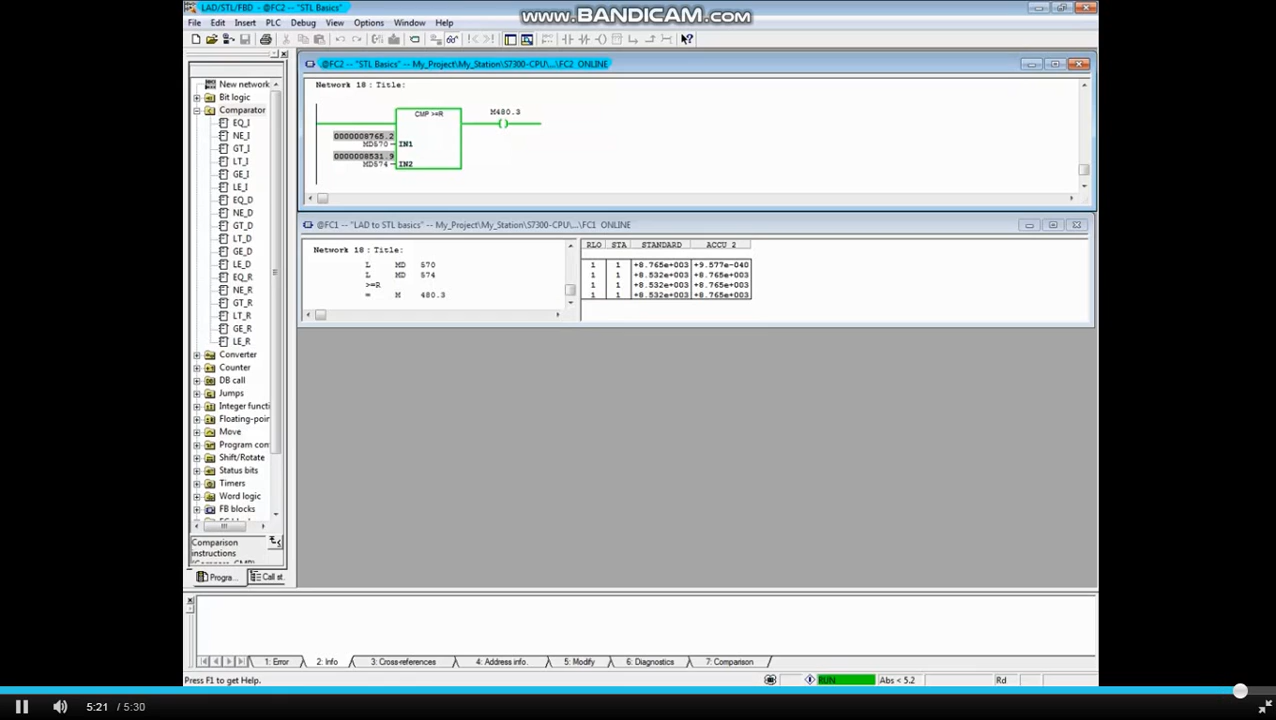 LAD/STL/FBD - @FC2 -- "STL Basics"
www.BANDICAM.com
File Edit Insert PLC Debug View Options Window Help
@FC2 -- "STL Basics" -- My_Project\My_Station\S7300-CPU\...\FC2 ONLINE
Network 18 : Title:
CMP >=R
M480.3
0000008765.2
MD570
IN1
0000008531.9
MD574
IN2
@FC1 -- "LAD to STL basics" -- My_Project\My_Station\S7300-CPU\...\FC1 ONLINE
Network 18 : Title:
L MD 570
L MD 574
>=R
= M 480.3
RLO STA STANDARD ACCU 2
1 1 +8.765e+003 +9.577e-040
1 1 +8.532e+003 +8.765e+003
1 1 +8.532e+003 +8.765e+003
1 1 +8.532e+003 +8.765e+003
New network
Bit logic
Comparator
EQ_I
NE_I
GT_I
LT_I
GE_I
LE_I
EQ_D
NE_D
GT_D
LT_D
GE_D
LE_D
EQ_R
NE_R
GT_R
LT_R
GE_R
LE_R
Converter
Counter
DB call
Jumps
Integer functi
Floating-poin
Move
Program con
Shift/Rotate
Status bits
Timers
Word logic
FB blocks
Comparison
instructions
Progra... Call st.
1: Error 2: Info 3: Cross-references 4: Address info. 5: Modify 6: Diagnostics 7: Comparison
Press F1 to get Help.
RUN Abs < 5.2 Rd
5:21 / 5:30